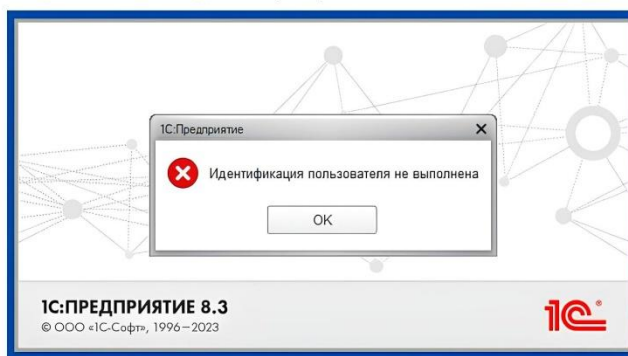 1С:Предприятие
Идентификация пользователя не выполнена
OK
1С:ПРЕДПРИЯТИЕ 8.3
© ООО «1С-Софт», 1996–2023
1С